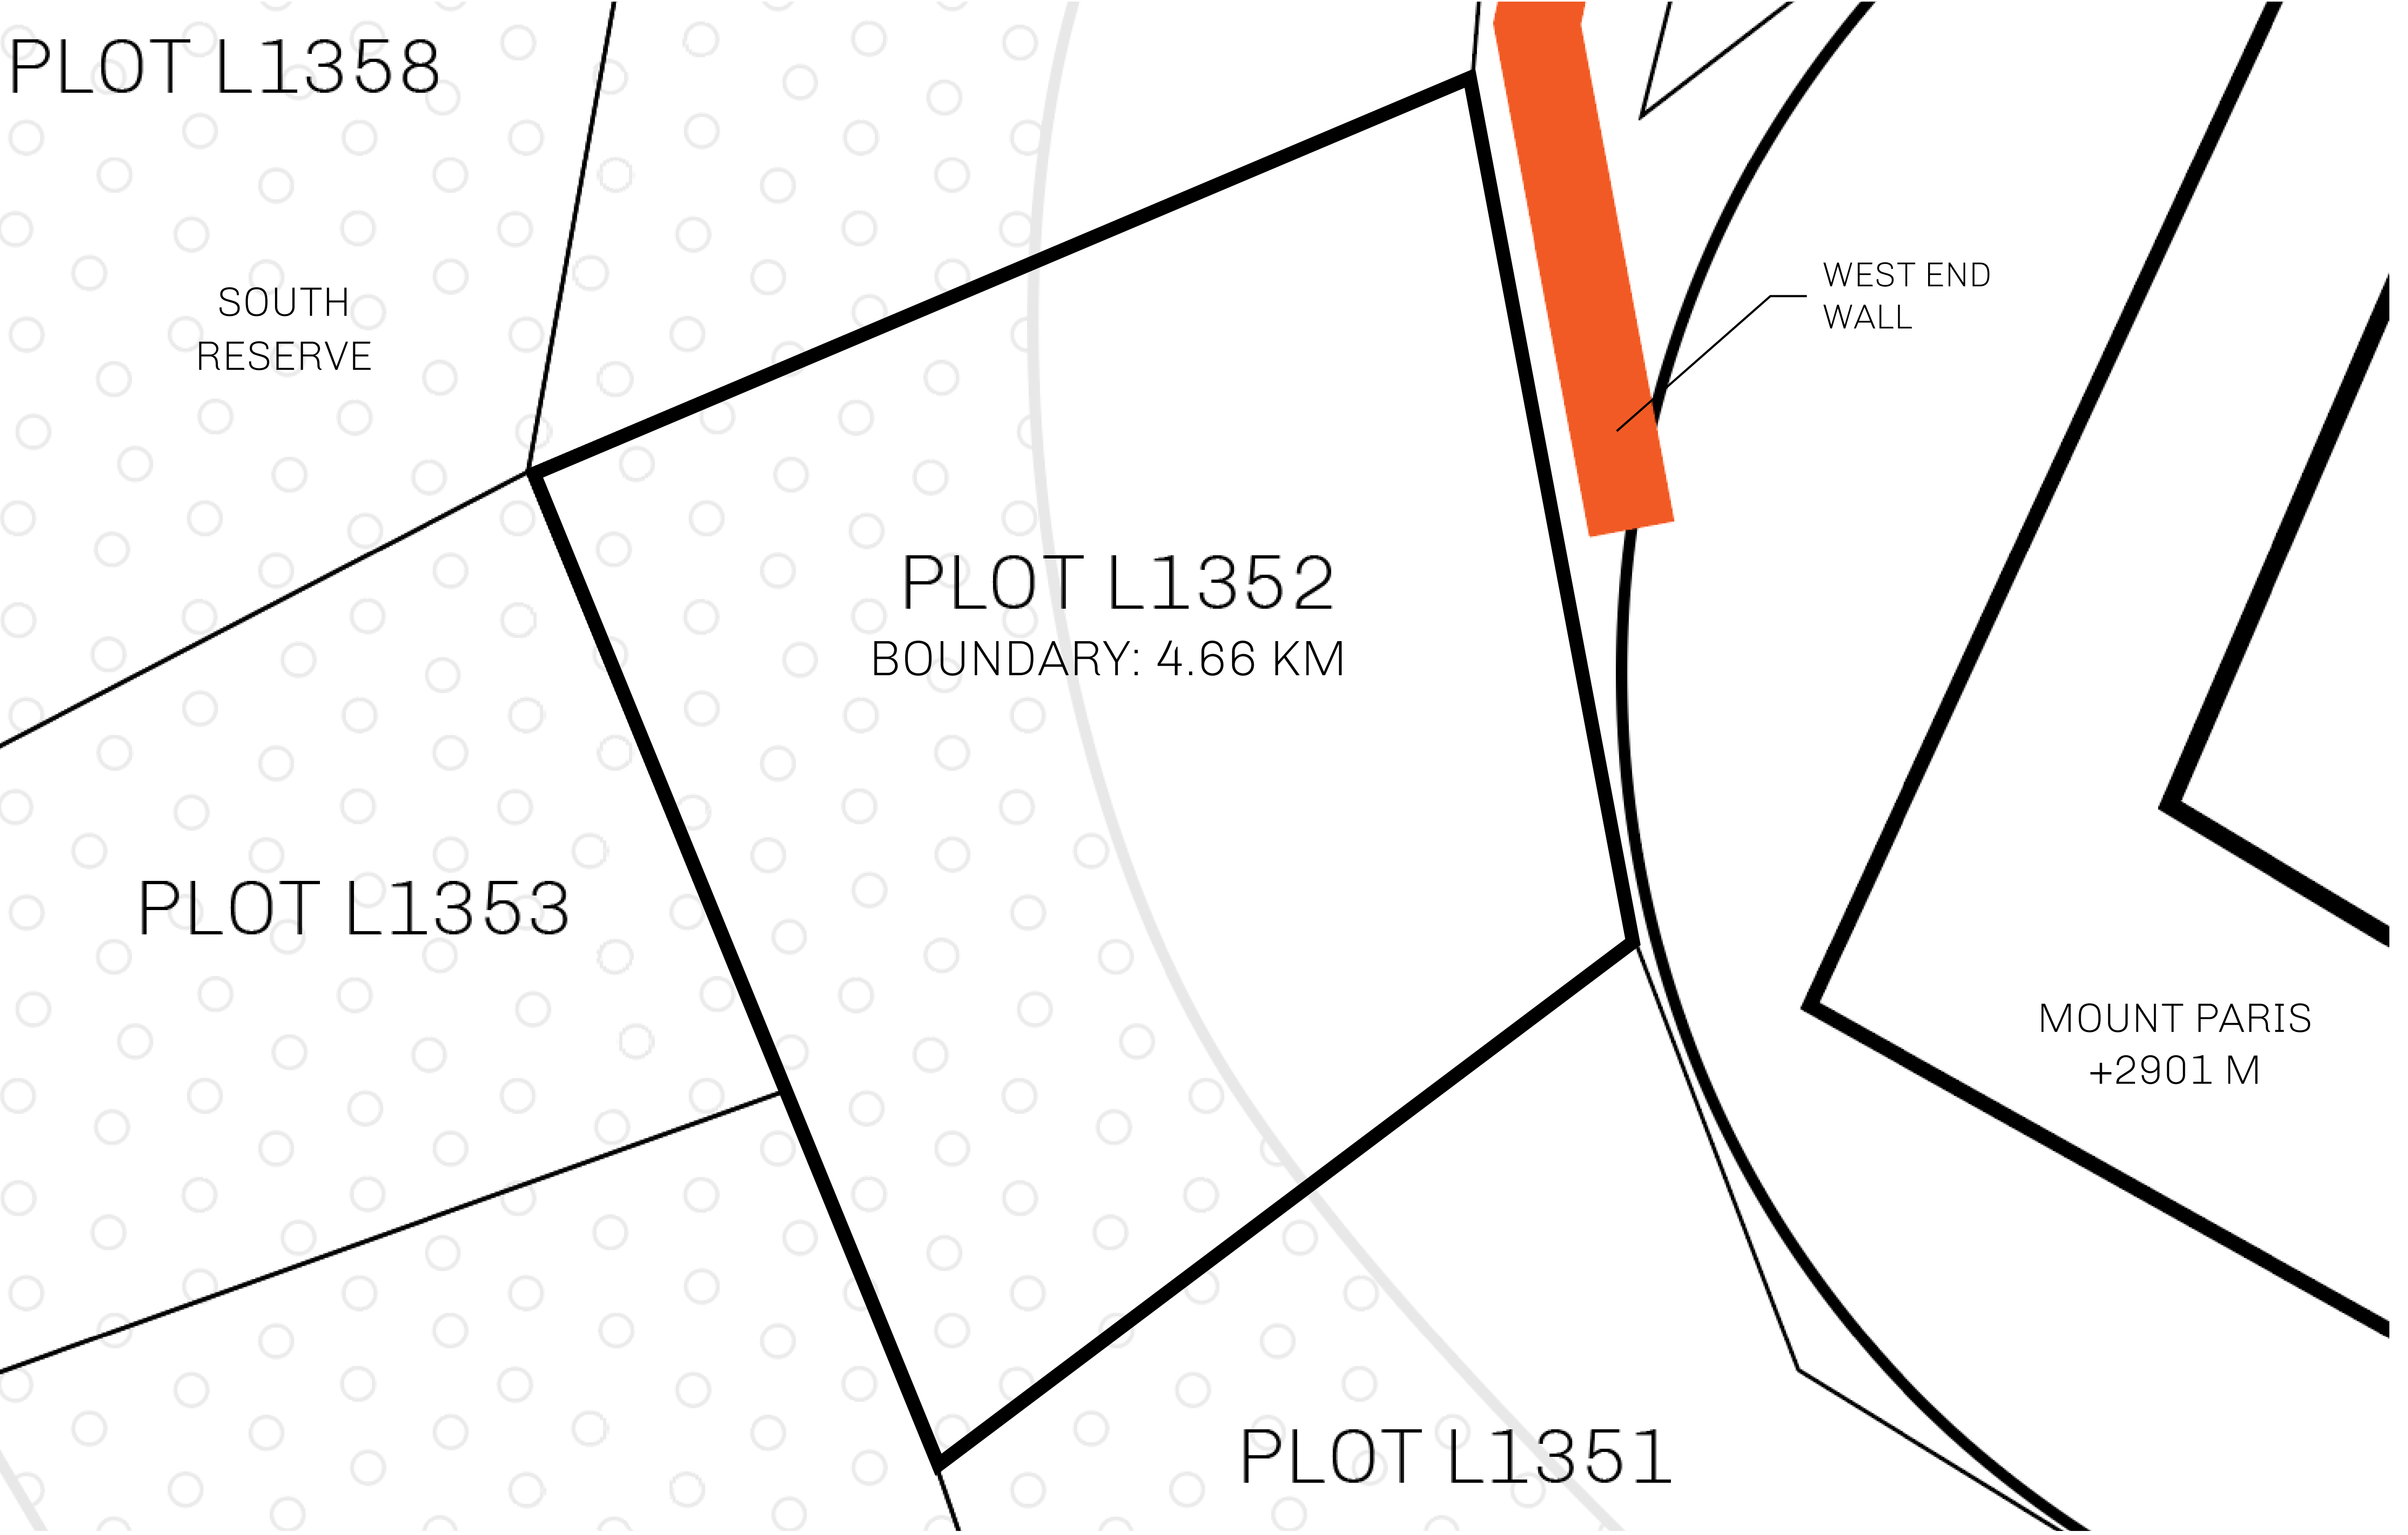 PLOT L1358
SOUTH
RESERVE
WEST END
WALL
PLOT L1352
BOUNDARY: 4.66 KM
PLOT L1353
MOUNT PARIS
+2901 M
PLOT L1351